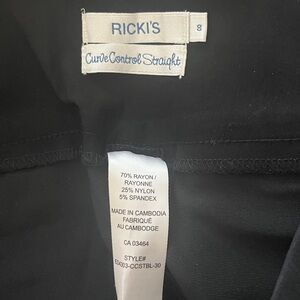 RICKI'S
8
Curve Control Straight
70% RAYON /
RAYONNE
25% NYLON
5% SPANDEX
MADE IN CAMBODIA
FABRIQUÉ
AU CAMBODGE
CA 03464
STYLE#